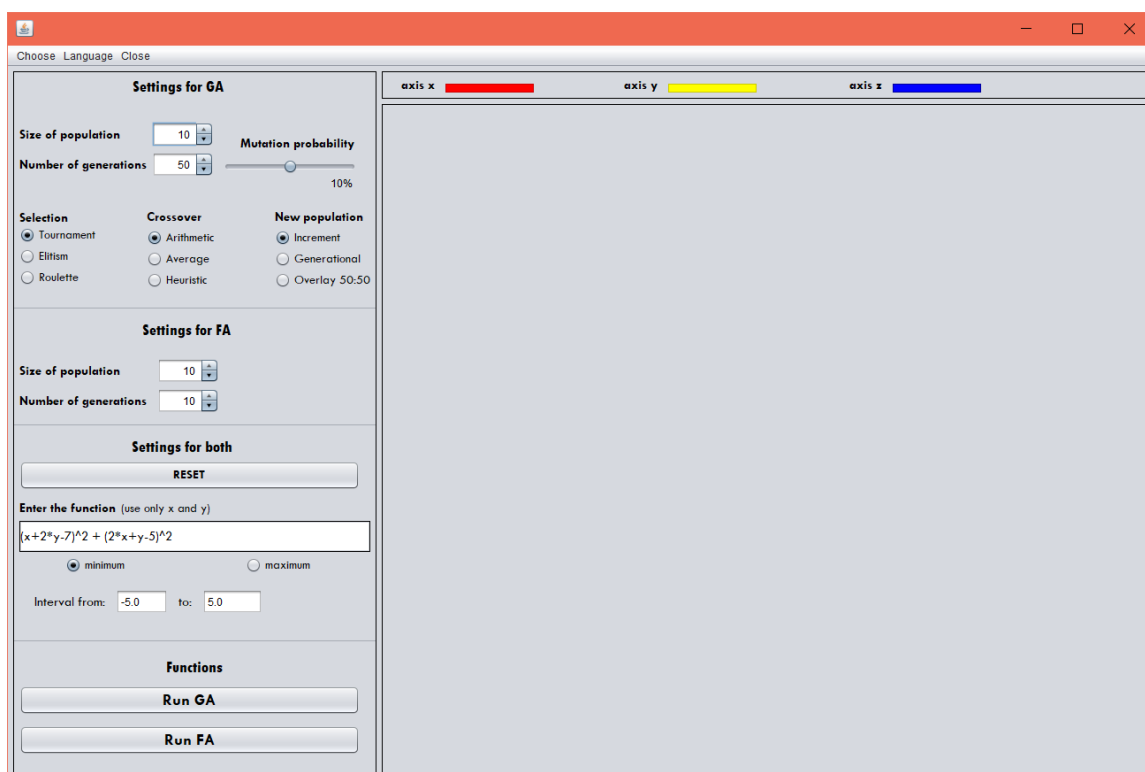 Choose Language Close
Settings for GA
axis x axis y axis z
Size of population 10
Mutation probability
Number of generations 50
10%
Selection Crossover New population
Tournament Arithmetic Increment
Elitism Average Generational
Roulette Heuristic Overlay 50:50
Settings for FA
Size of population 10
Number of generations 10
Settings for both
RESET
Enter the function (use only x and y)
(x+2*y-7)^2 + (2*x+y-5)^2
minimum maximum
Interval from: -5.0 to: 5.0
Functions
Run GA
Run FA